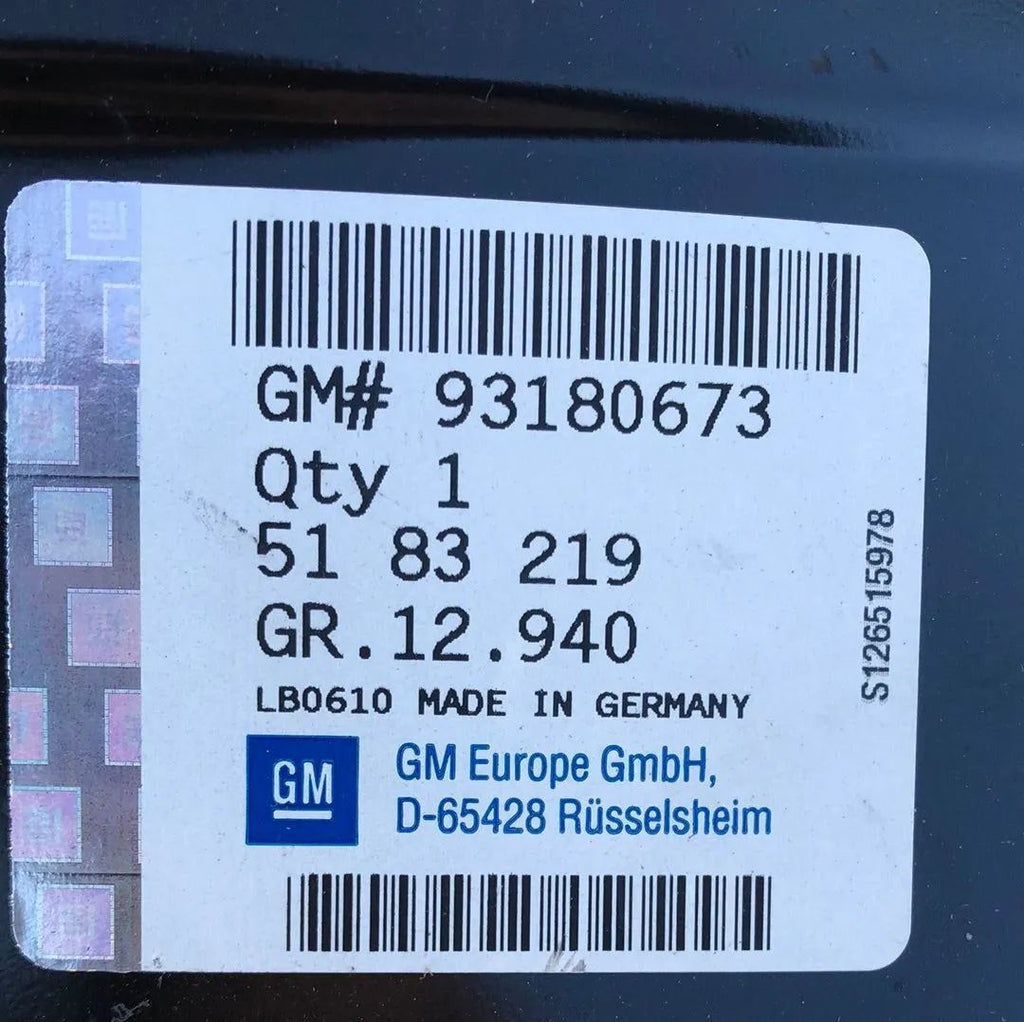 GM# 93180673
Qty 1
51 83 219
GR.12.940
LB0610 MADE IN GERMANY
GM
GM Europe GmbH,
D-65428 Rüsselsheim
S126515978